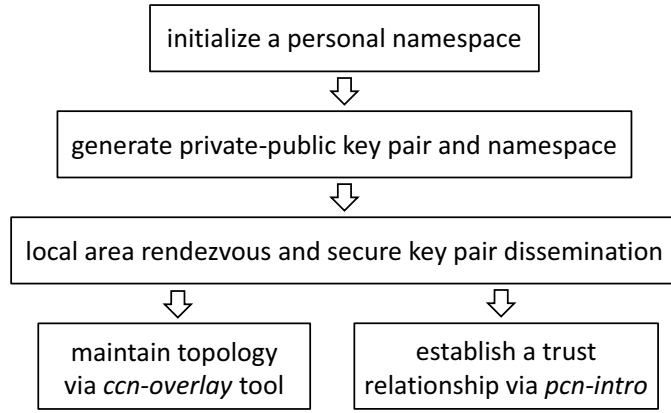 initialize a personal namespace
generate private-public key pair and namespace
local area rendezvous and secure key pair dissemination
maintain topology
via ccn-overlay tool
establish a trust
relationship via pcn-intro